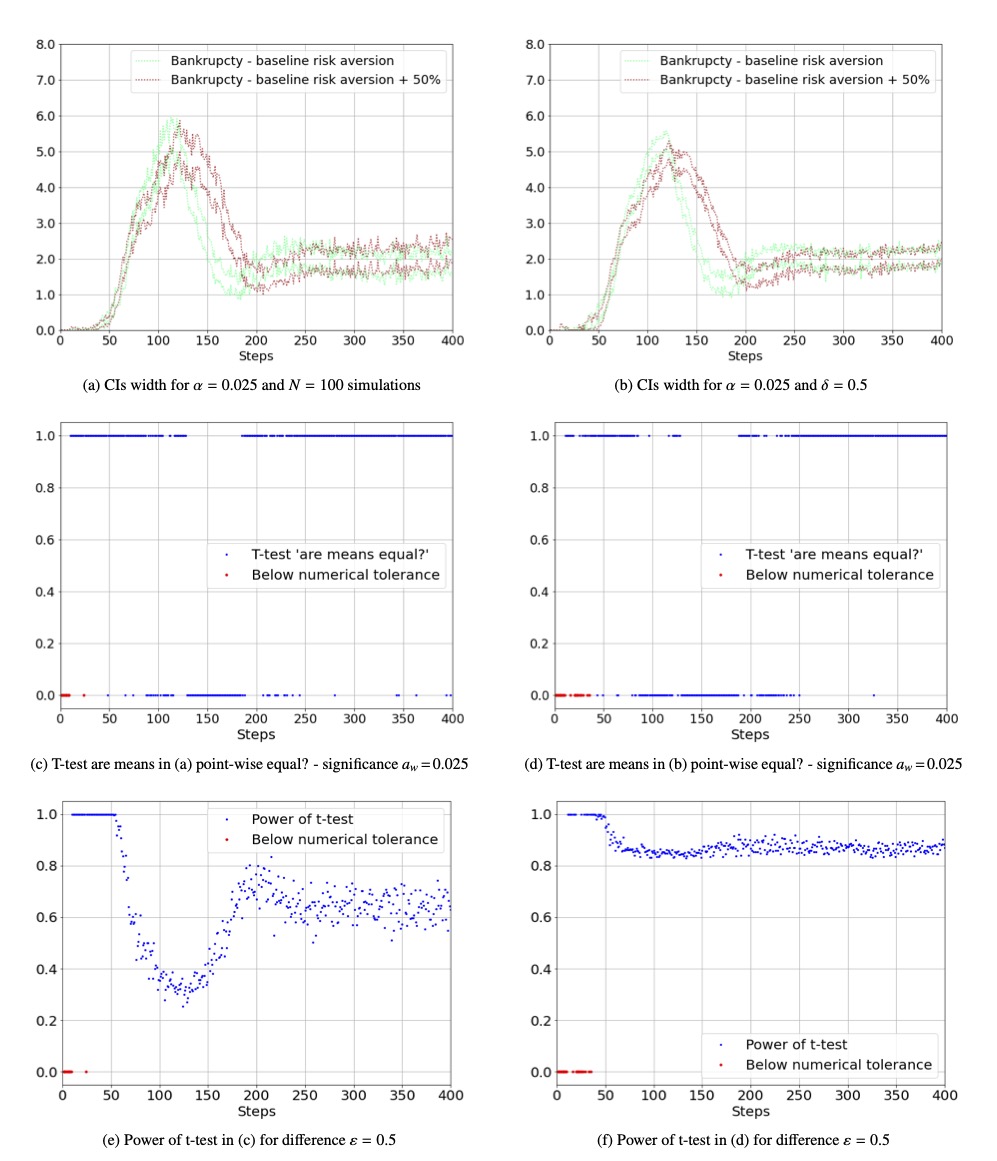 8.0
7.0
6.0
5.0
4.0
3.0
2.0
1.0
0.0
0 50 100 150 200 250 300 350 400
Steps
Bankrupcty - baseline risk aversion
Bankrupcty - baseline risk aversion + 50%
(a) CIs width for α = 0.025 and N = 100 simulations
8.0
7.0
6.0
5.0
4.0
3.0
2.0
1.0
0.0
0 50 100 150 200 250 300 350 400
Steps
Bankrupcty - baseline risk aversion
Bankrupcty - baseline risk aversion + 50%
(b) CIs width for α = 0.025 and δ = 0.5
1.0
0.8
0.6
0.4
0.2
0.0
0 50 100 150 200 250 300 350 400
Steps
T-test 'are means equal?'
Below numerical tolerance
(c) T-test are means in (a) point-wise equal? - significance a_w = 0.025
1.0
0.8
0.6
0.4
0.2
0.0
0 50 100 150 200 250 300 350 400
Steps
T-test 'are means equal?'
Below numerical tolerance
(d) T-test are means in (b) point-wise equal? - significance a_w = 0.025
1.0
0.8
0.6
0.4
0.2
0.0
0 50 100 150 200 250 300 350 400
Steps
Power of t-test
Below numerical tolerance
(e) Power of t-test in (c) for difference ε = 0.5
1.0
0.8
0.6
0.4
0.2
0.0
0 50 100 150 200 250 300 350 400
Steps
Power of t-test
Below numerical tolerance
(f) Power of t-test in (d) for difference ε = 0.5